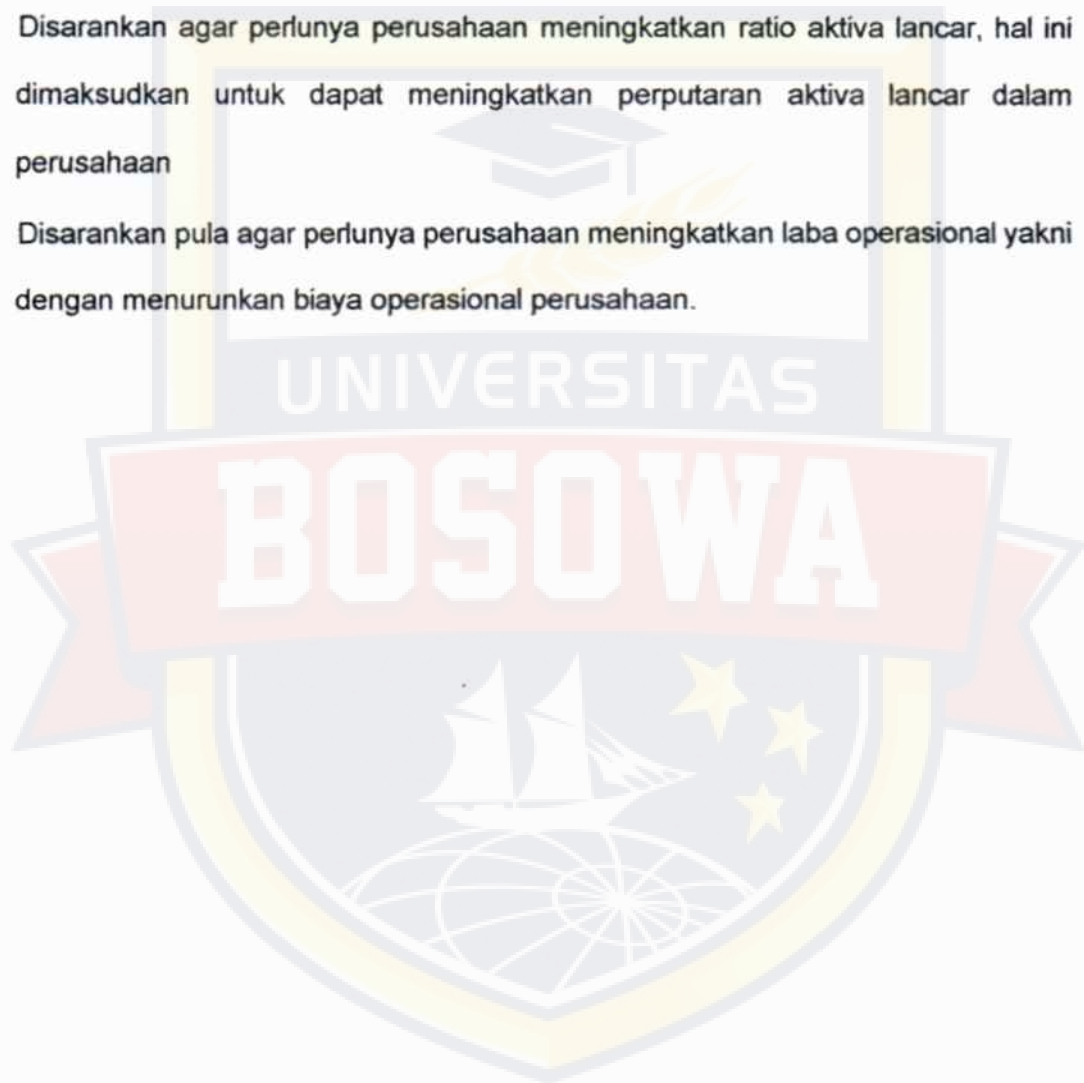 Disarankan agar perlunya perusahaan meningkatkan ratio aktiva lancar, hal ini
dimaksudkan untuk dapat meningkatkan perputaran aktiva lancar dalam
perusahaan
Disarankan pula agar perlunya perusahaan meningkatkan laba operasional yakni
dengan menurunkan biaya operasional perusahaan.
UNIVERSITAS
BOSOWA